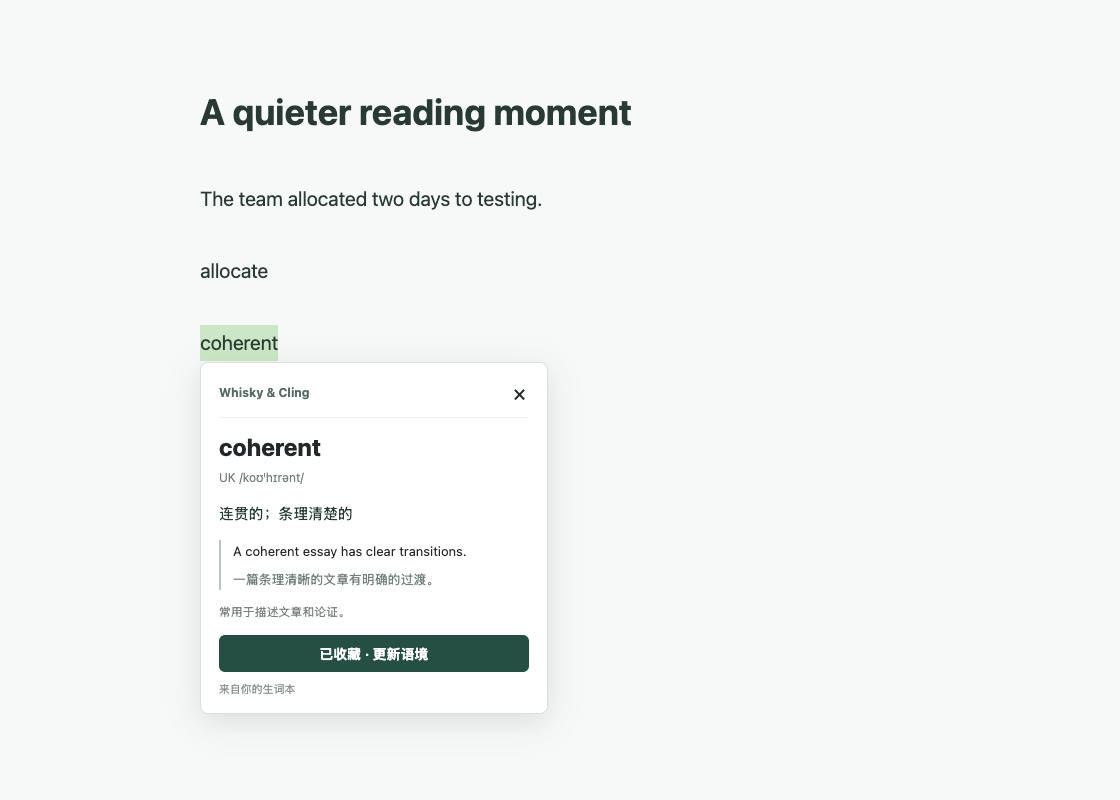 A quieter reading moment
The team allocated two days to testing.
allocate
coherent
Whisky & Cling
×
coherent
UK /koʊˈhɪrənt/
连贯的；条理清楚的
A coherent essay has clear transitions.
一篇条理清晰的文章有明确的过渡。
常用于描述文章和论证。
已收藏 · 更新语境
来自你的生词本